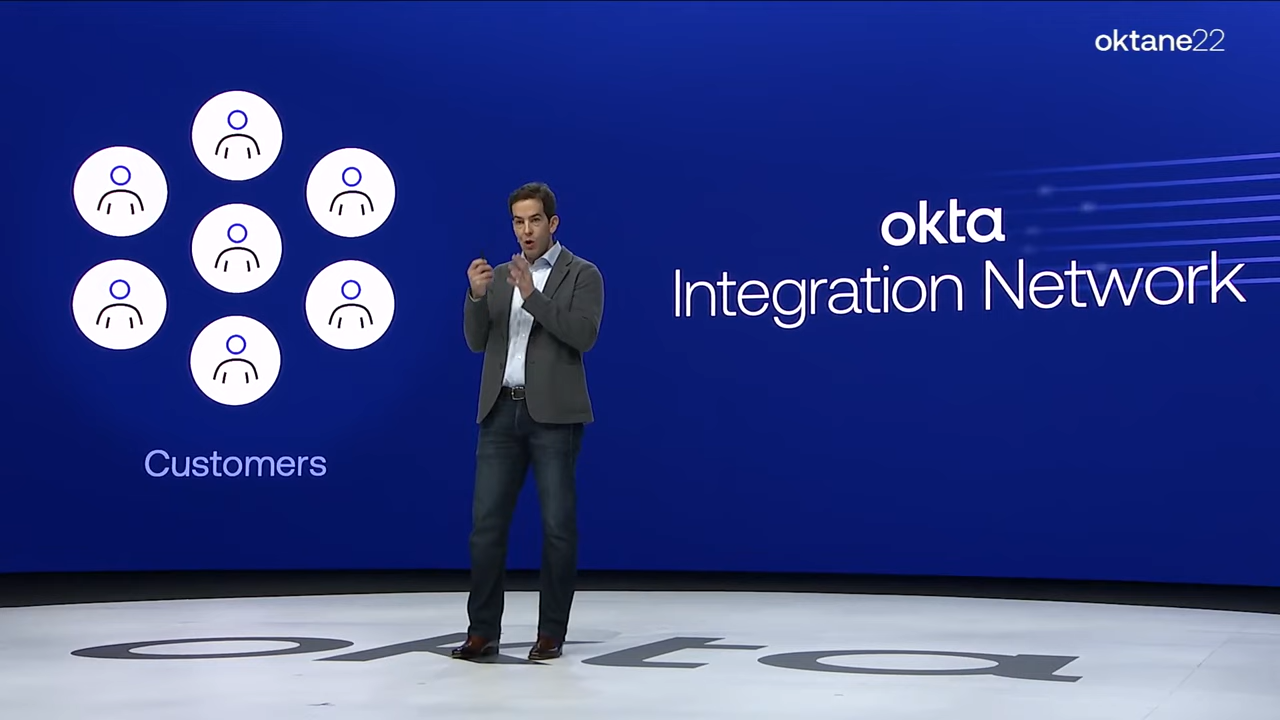 oktane22
okta
Integration Network
Customers
okta